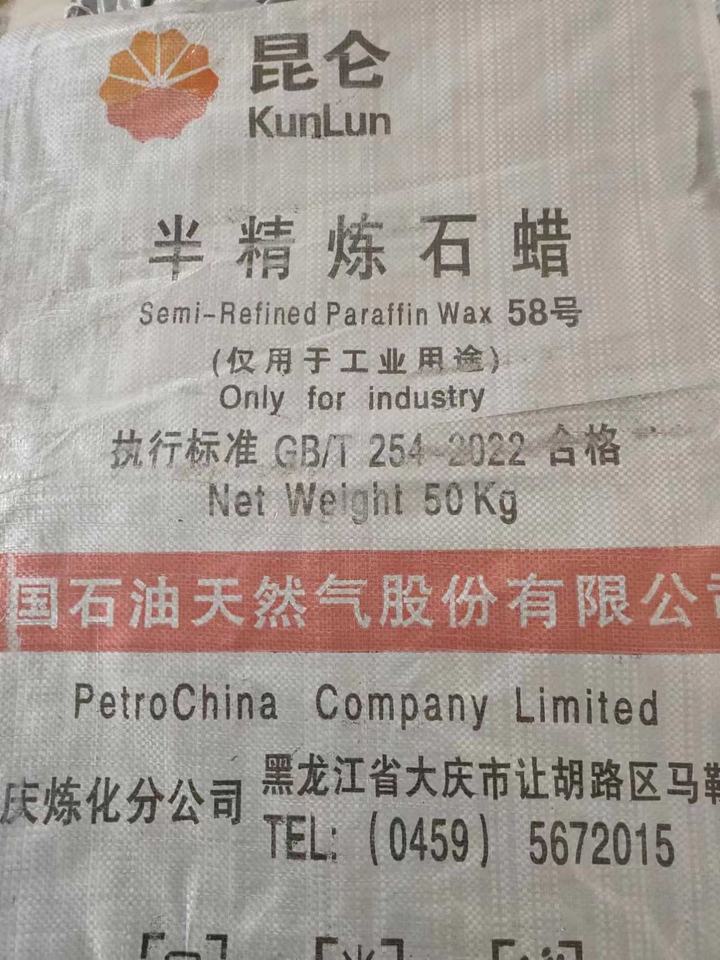 昆仑
KunLun
半精炼石蜡
Semi-Refined Paraffin Wax 58号
(仅用于工业用途)
Only for industry
执行标准 GB/T 254-2022 合格
Net Weight 50Kg
国石油天然气股份有限公司
PetroChina Company Limited
庆炼化分公司
黑龙江省大庆市让胡路区马鞍
TEL: (0459) 5672015